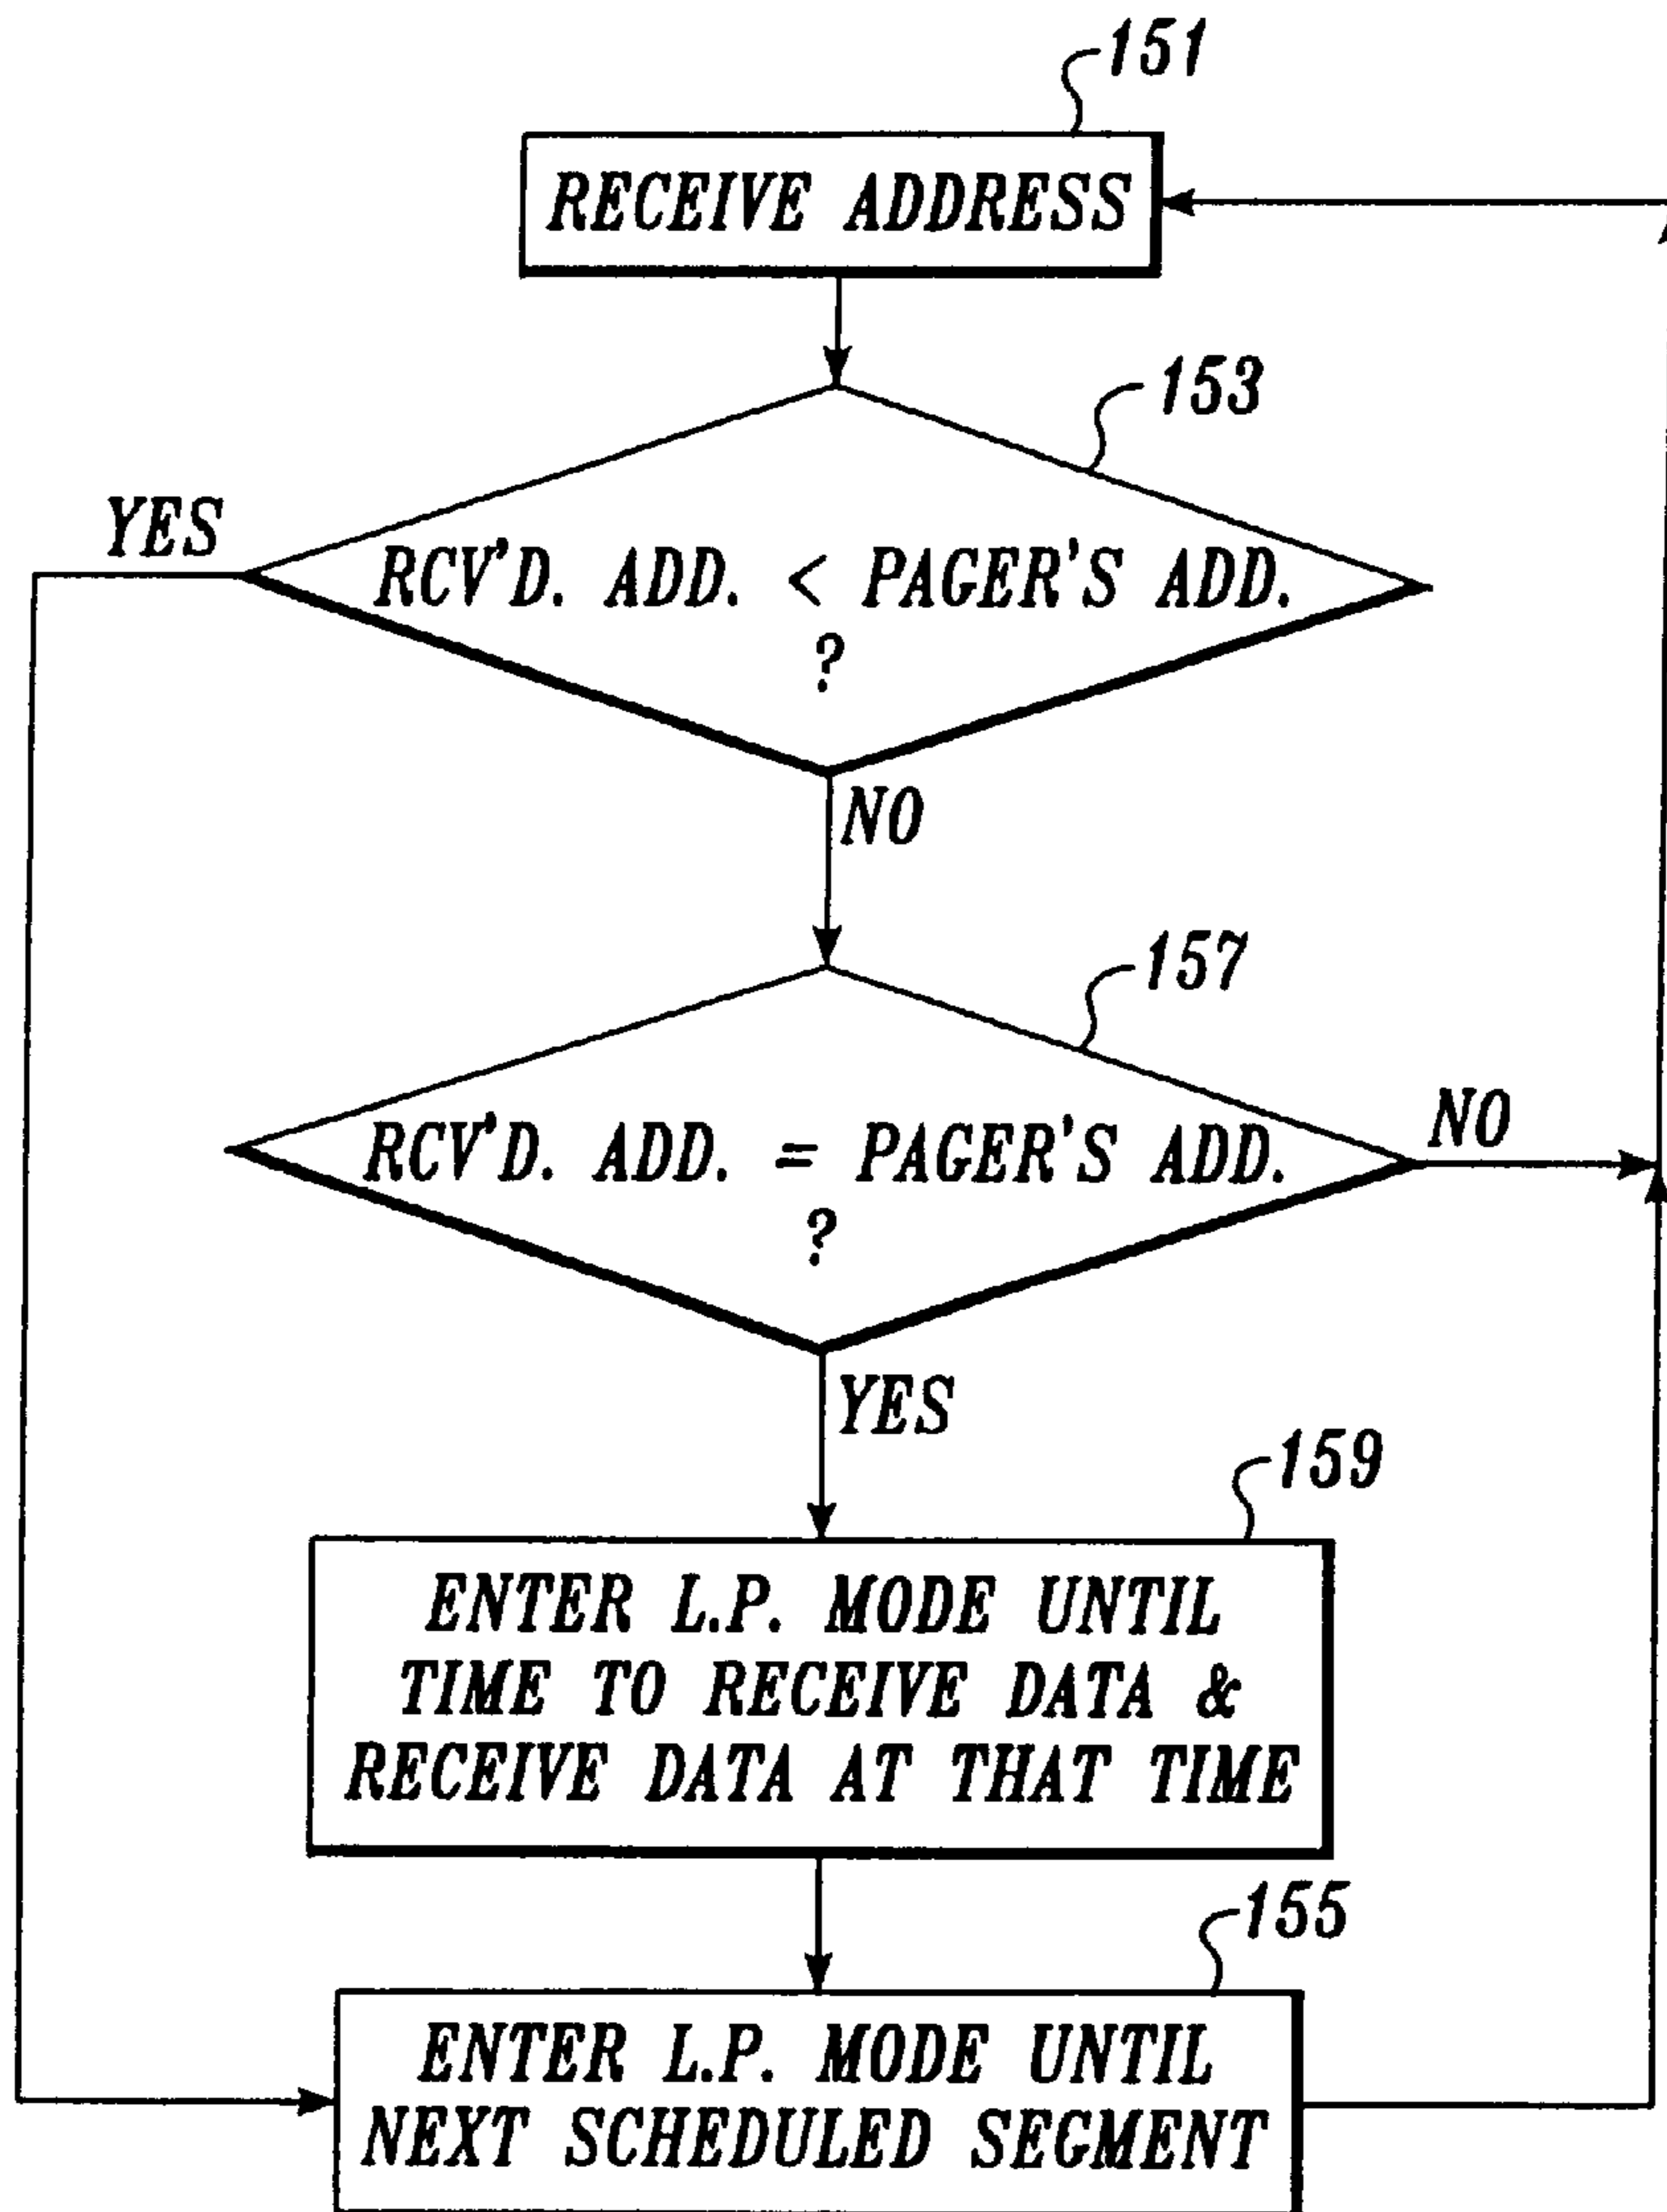 151
RECEIVE ADDRESS
153
YES
RCV'D. ADD. < PAGER'S ADD.
?
NO
157
RCV'D. ADD. = PAGER'S ADD.
?
NO
YES
159
ENTER L.P. MODE UNTIL
TIME TO RECEIVE DATA &
RECEIVE DATA AT THAT TIME
155
ENTER L.P. MODE UNTIL
NEXT SCHEDULED SEGMENT